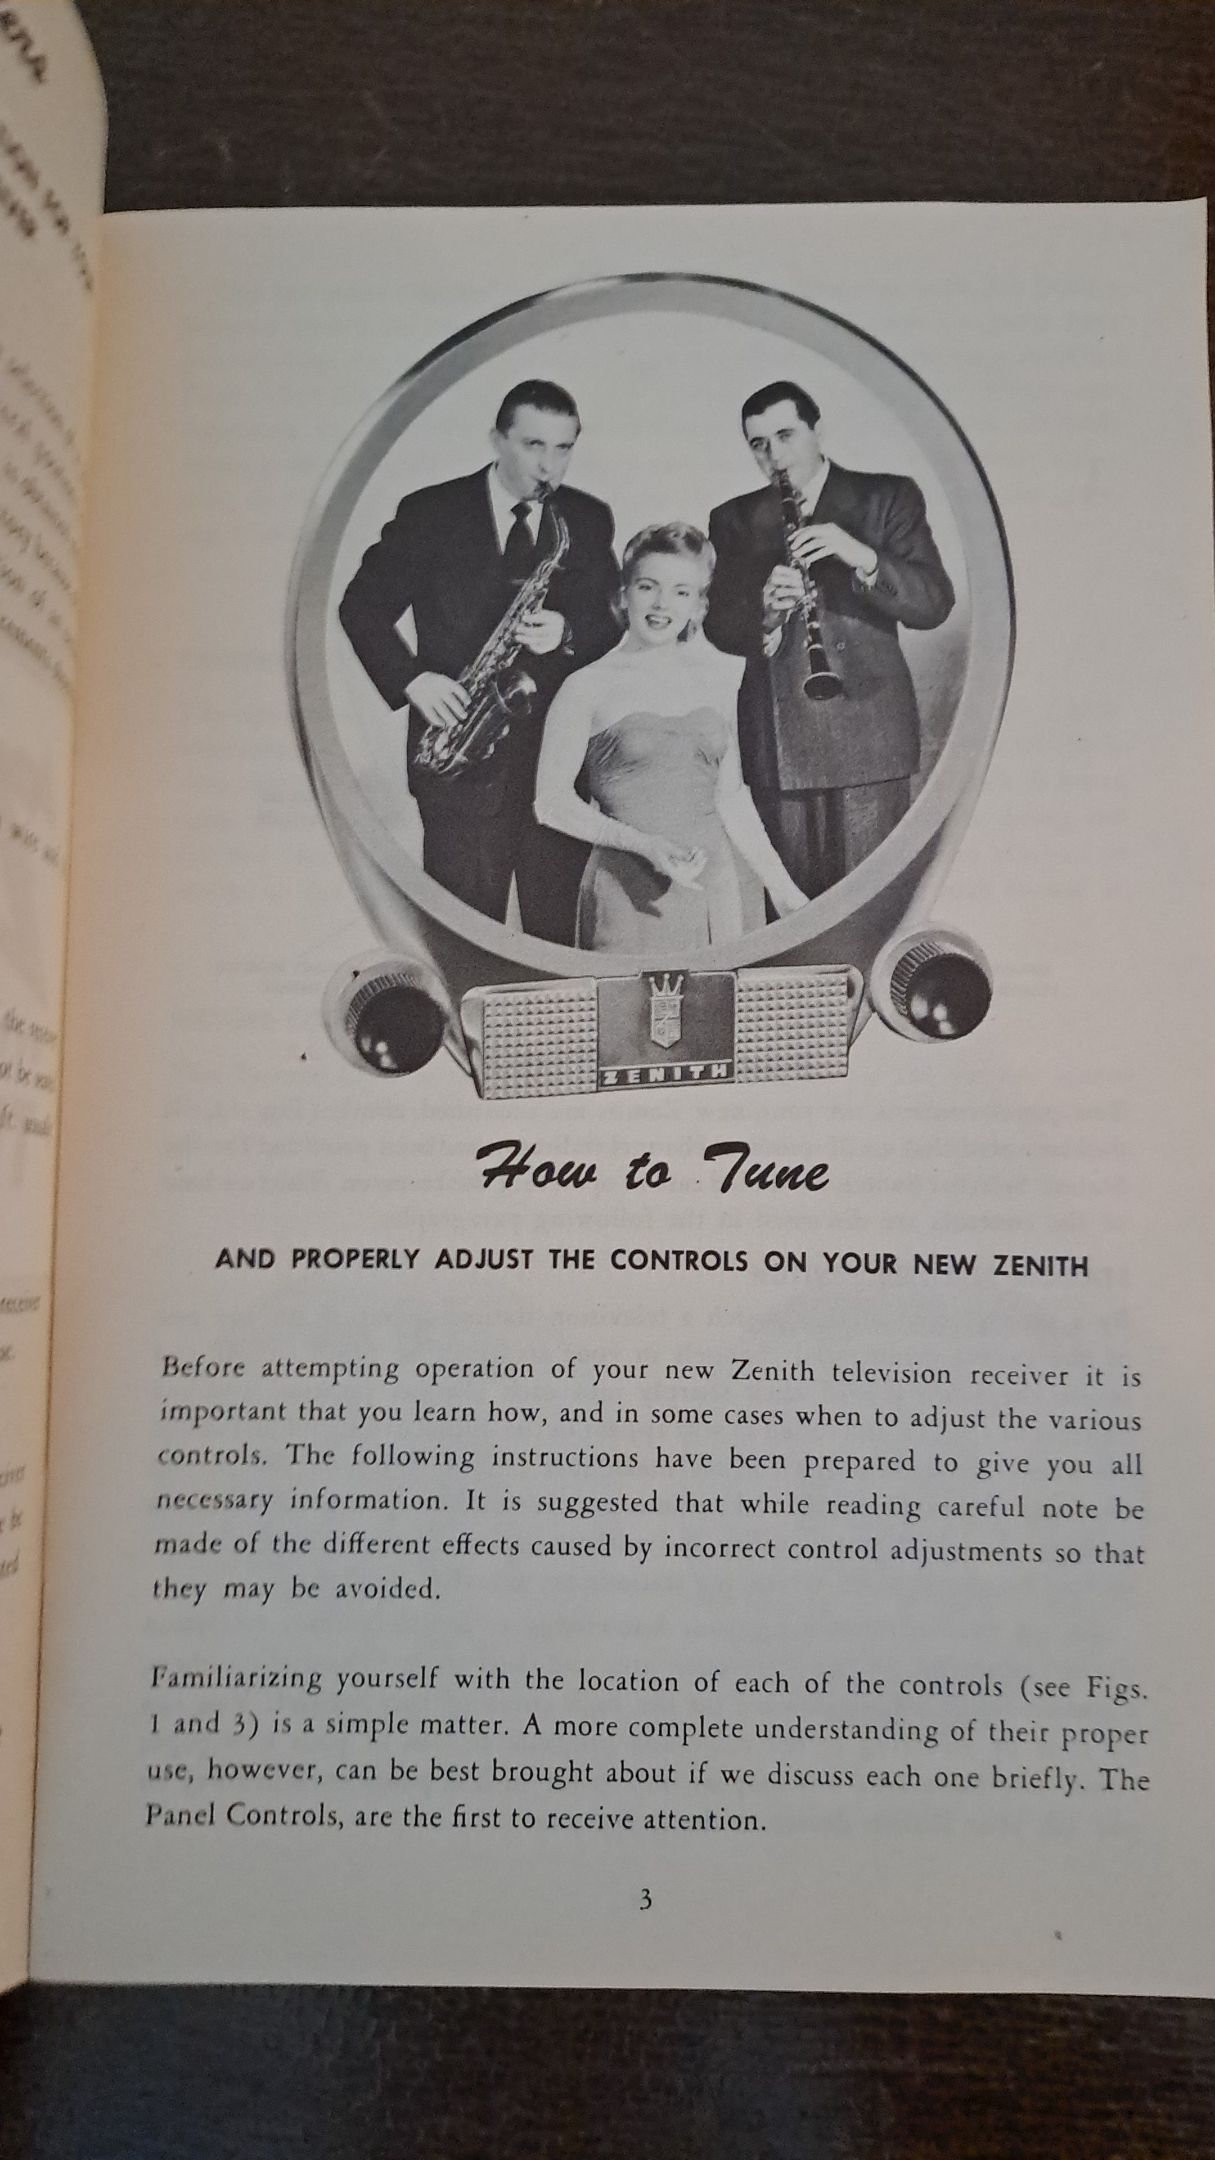 ZENITH
How to Tune
AND PROPERLY ADJUST THE CONTROLS ON YOUR NEW ZENITH
Before attempting operation of your new Zenith television receiver it is
important that you learn how, and in some cases when to adjust the various
controls. The following instructions have been prepared to give you all
necessary information. It is suggested that while reading careful note be
made of the different effects caused by incorrect control adjustments so that
they may be avoided.
Familiarizing yourself with the location of each of the controls (see Figs.
1 and 3) is a simple matter. A more complete understanding of their proper
use, however, can be best brought about if we discuss each one briefly. The
Panel Controls, are the first to receive attention.
3